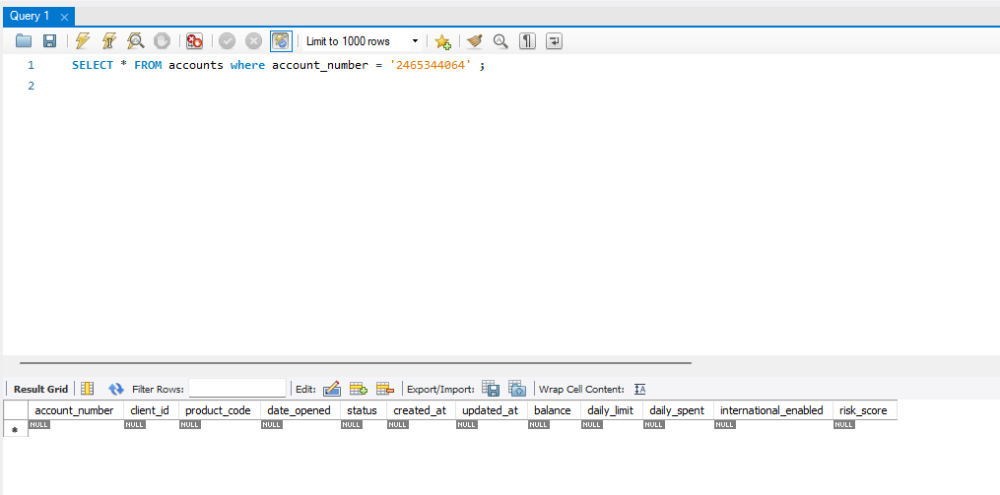 Query 1
Limit to 1000 rows
1 SELECT * FROM accounts where account_number = '2465344064' ;
2
Result Grid Filter Rows: Edit: Export/Import: Wrap Cell Content:
account_number client_id product_code date_opened status created_at updated_at balance daily_limit daily_spent international_enabled risk_score
NULL NULL NULL NULL NULL NULL NULL NULL NULL NULL NULL NULL